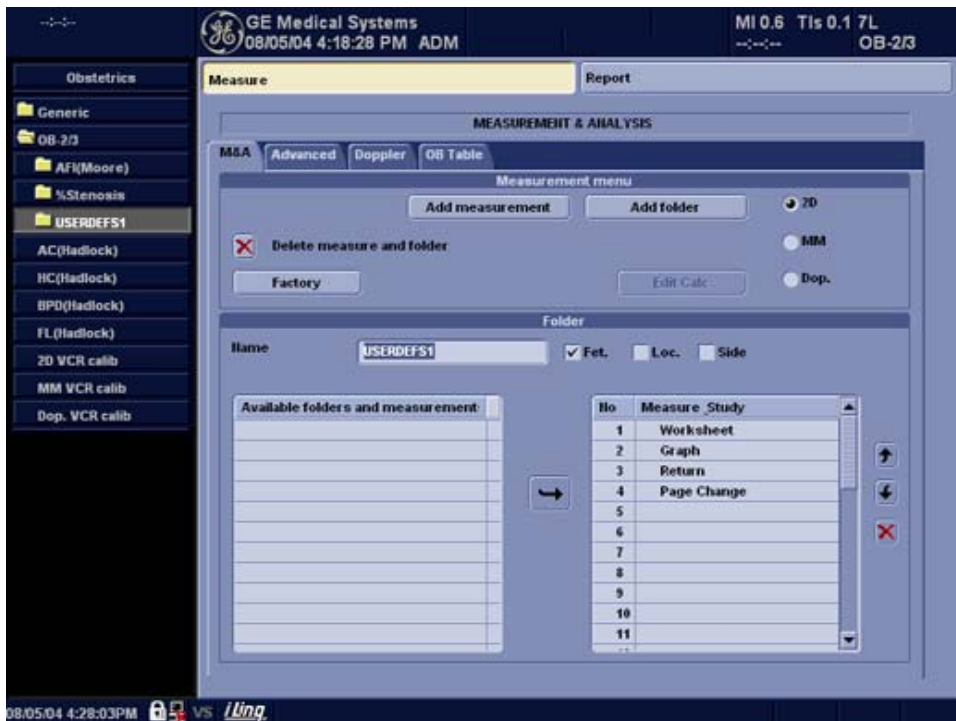 --:--:--
GE Medical Systems
08/05/04 4:18:28 PM ADM
MI 0.6 TIs 0.1 7L
--:--:-- OB-2/3
Obstetrics
Generic
OB-2/3
AFI(Moore)
%Stenosis
USERDEFS1
AC(Hadlock)
HC(Hadlock)
BPD(Hadlock)
FL(Hadlock)
2D VCR calib
MM VCR calib
Dop. VCR calib
Measure
Report
MEASUREMENT & ANALYSIS
M&A Advanced Doppler OB Table
Measurement menu
Add measurement Add folder 2D
Delete measure and folder MM
Factory Edit Calc Dop.
Folder
Name USERDEFS1 Fet. Loc. Side
Available folders and measurement
No Measure_Study
1 Worksheet
2 Graph
3 Return
4 Page Change
5
6
7
8
9
10
11
08/05/04 4:28:03PM VS iLinq